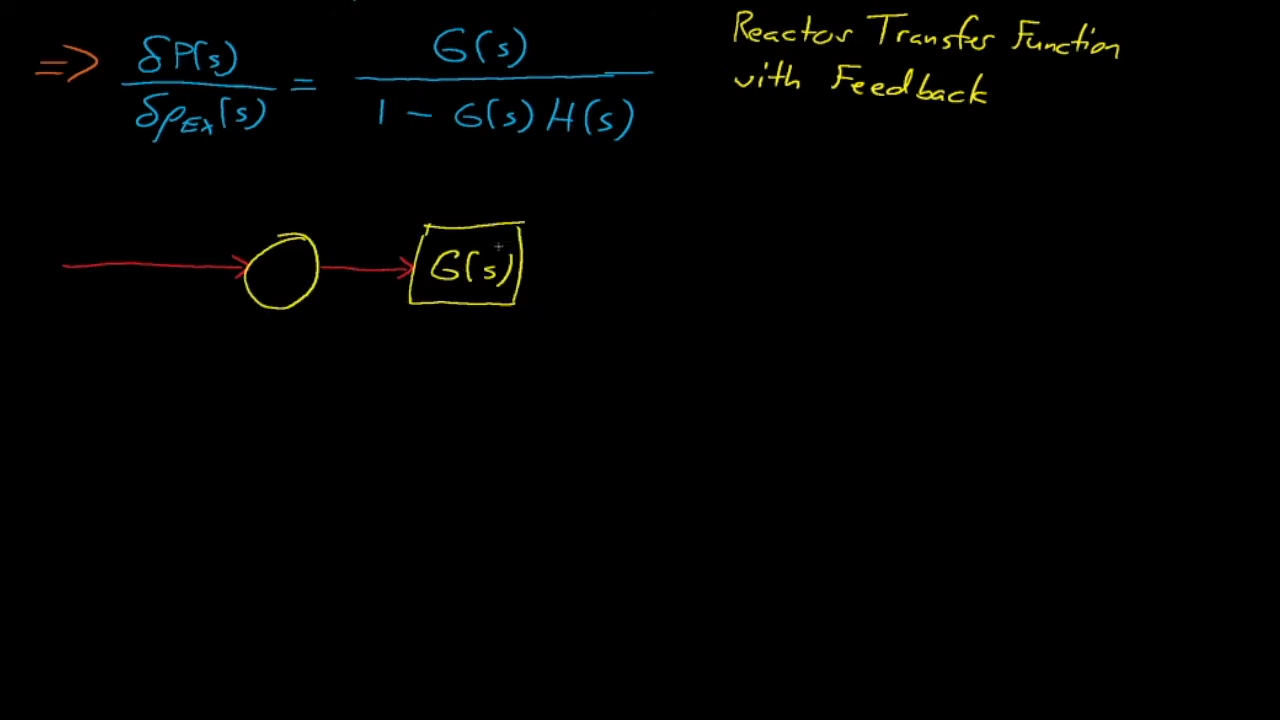 => δP(s) / δρEX(s) = G(s) / 1 - G(s) H(s)
Reactor Transfer Function
with Feedback
G(s)